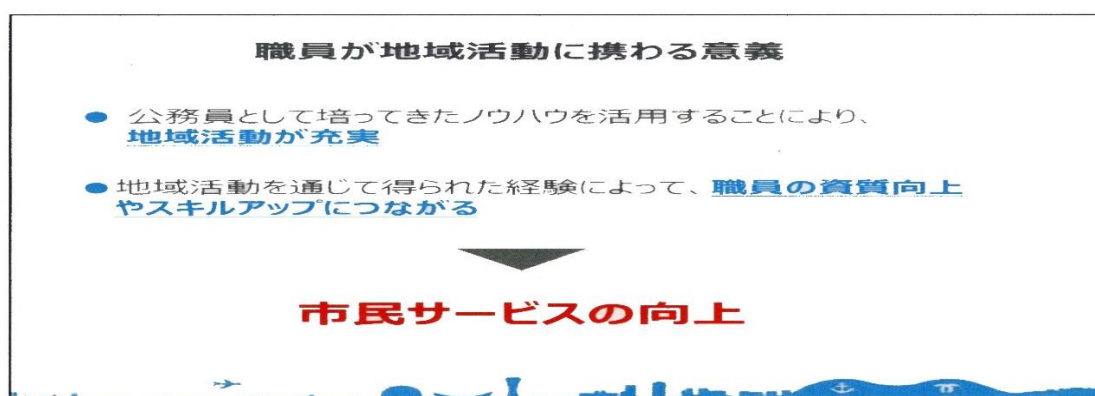 職員が地域活動に携わる意義
● 公務員として培ってきたノウハウを活用することにより、
地域活動が充実
● 地域活動を通じて得られた経験によって、職員の資質向上
やスキルアップにつながる
市民サービスの向上